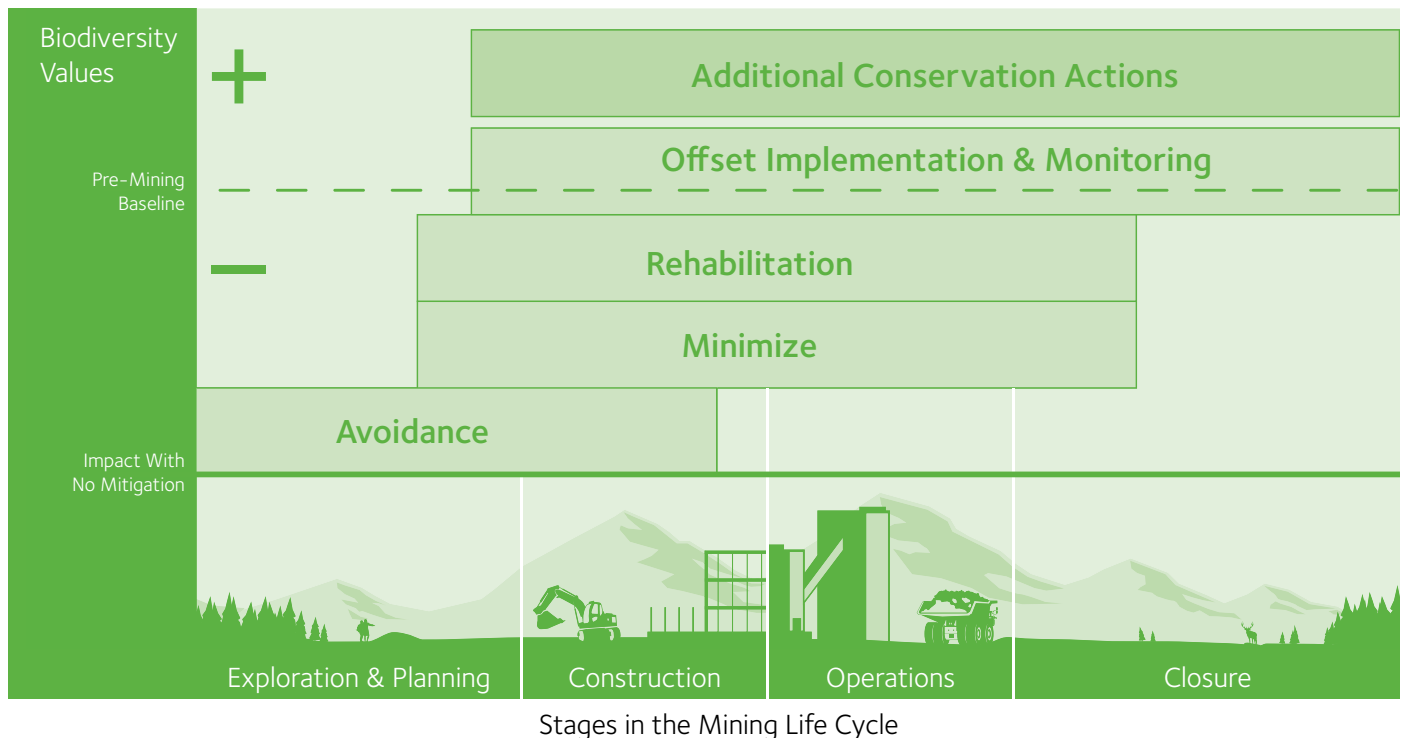 Biodiversity
Values
+
Additional Conservation Actions
Offset Implementation & Monitoring
Pre-Mining
Baseline
–
Rehabilitation
Minimize
Avoidance
Impact With
No Mitigation
Exploration & Planning
Construction
Operations
Closure
Stages in the Mining Life Cycle